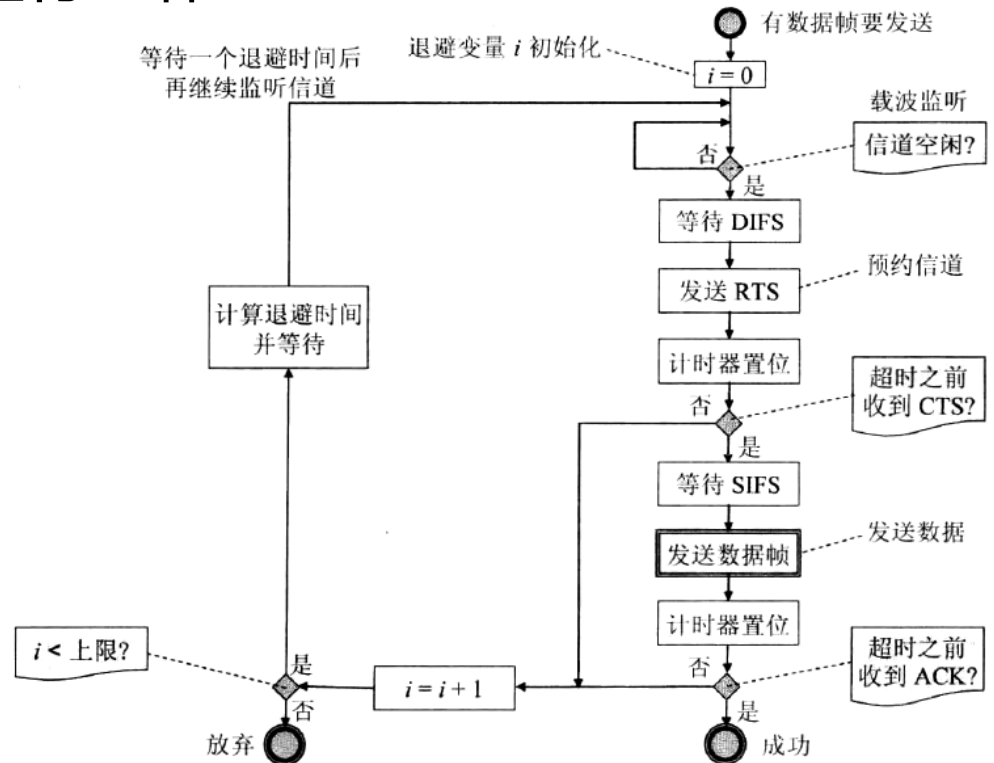 有数据帧要发送
退避变量 i 初始化
i = 0
等待一个退避时间后
再继续监听信道
载波监听
信道空闲?
否
是
等待 DIFS
预约信道
发送 RTS
计算退避时间
并等待
计时器置位
超时之前
收到 CTS?
否
是
等待 SIFS
发送数据
发送数据帧
计时器置位
i < 上限?
是
否
i = i + 1
否
是
超时之前
收到 ACK?
放弃
成功